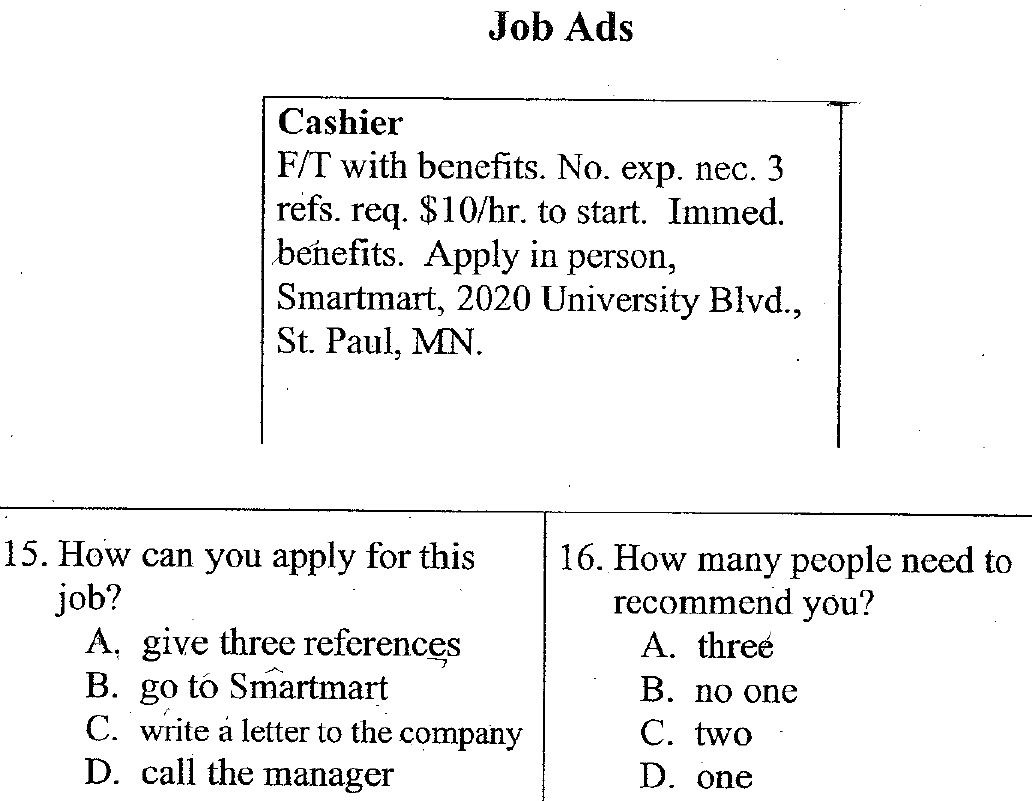 Job Ads
Cashier
F/T with benefits. No. exp. nec. 3
refs. req. $10/hr. to start. Immed.
benefits. Apply in person,
Smartmart, 2020 University Blvd.,
St. Paul, MN.
15. How can you apply for this
job?
A. give three references
B. go to Smartmart
C. write a letter to the company
D. call the manager
16. How many people need to
recommend you?
A. three
B. no one
C. two
D. one